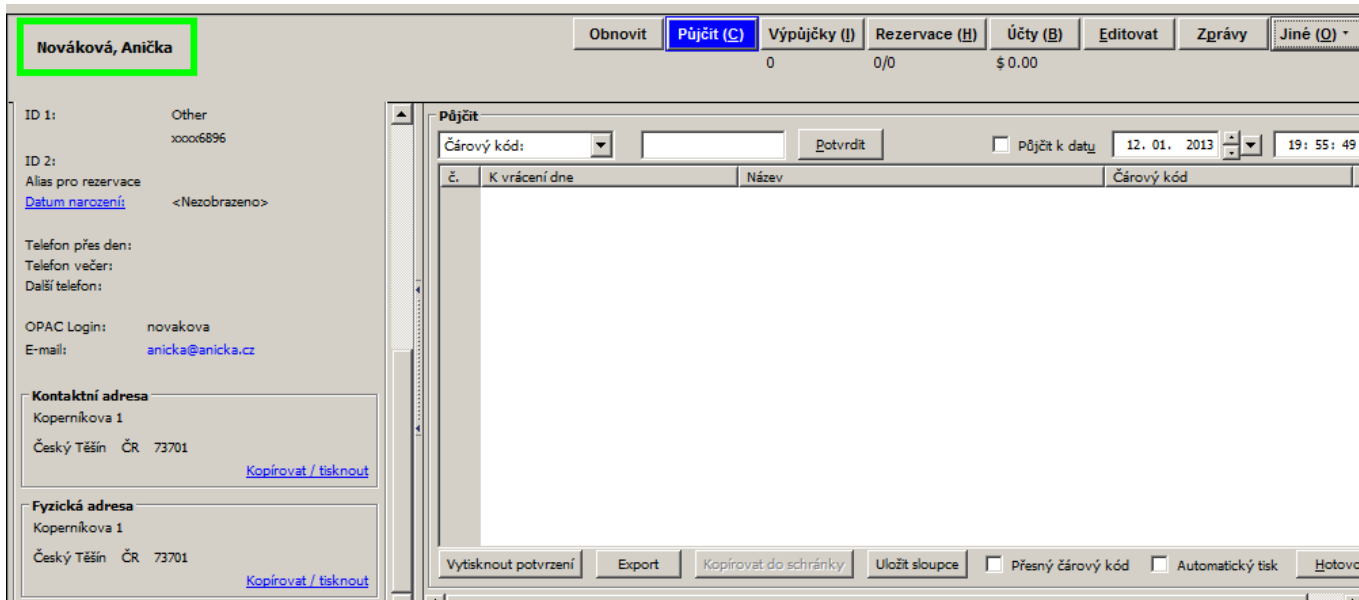 Nováková, Anička
Obnovit Půjčit (C) Výpůjčky (I) Rezervace (H) Účty (B) Editovat Zprávy Jiné (O)
0 0/0 $ 0.00
ID 1: Other
xxxx6896
ID 2:
Alias pro rezervace
Datum narození: <Nezobrazeno>
Telefon přes den:
Telefon večer:
Další telefon:
OPAC Login: novakova
E-mail: anicka@anicka.cz
Kontaktní adresa
Koperníkova 1
Český Těšín ČR 73701
Kopírovat / tisknout
Fyzická adresa
Koperníkova 1
Český Těšín ČR 73701
Kopírovat / tisknout
Půjčit
Čárový kód: Potvrdit Půjčit k datu 12. 01. 2013 19: 55: 49
č. K vrácení dne Název Čárový kód
Vytisknout potvrzení Export Kopírovat do schránky Uložit sloupce Přesný čárový kód Automatický tisk Hotovo